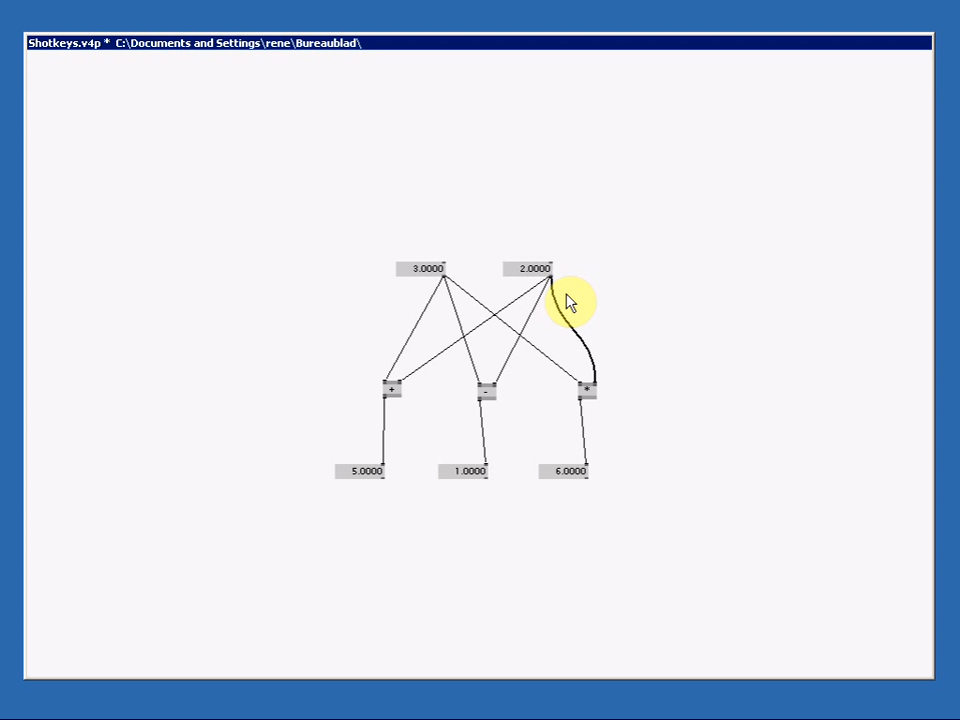 Shotkeys.v4p * C:\Documents and Settings\rene\Bureaublad\
3.0000 2.0000
+ - *
5.0000 1.0000 6.0000